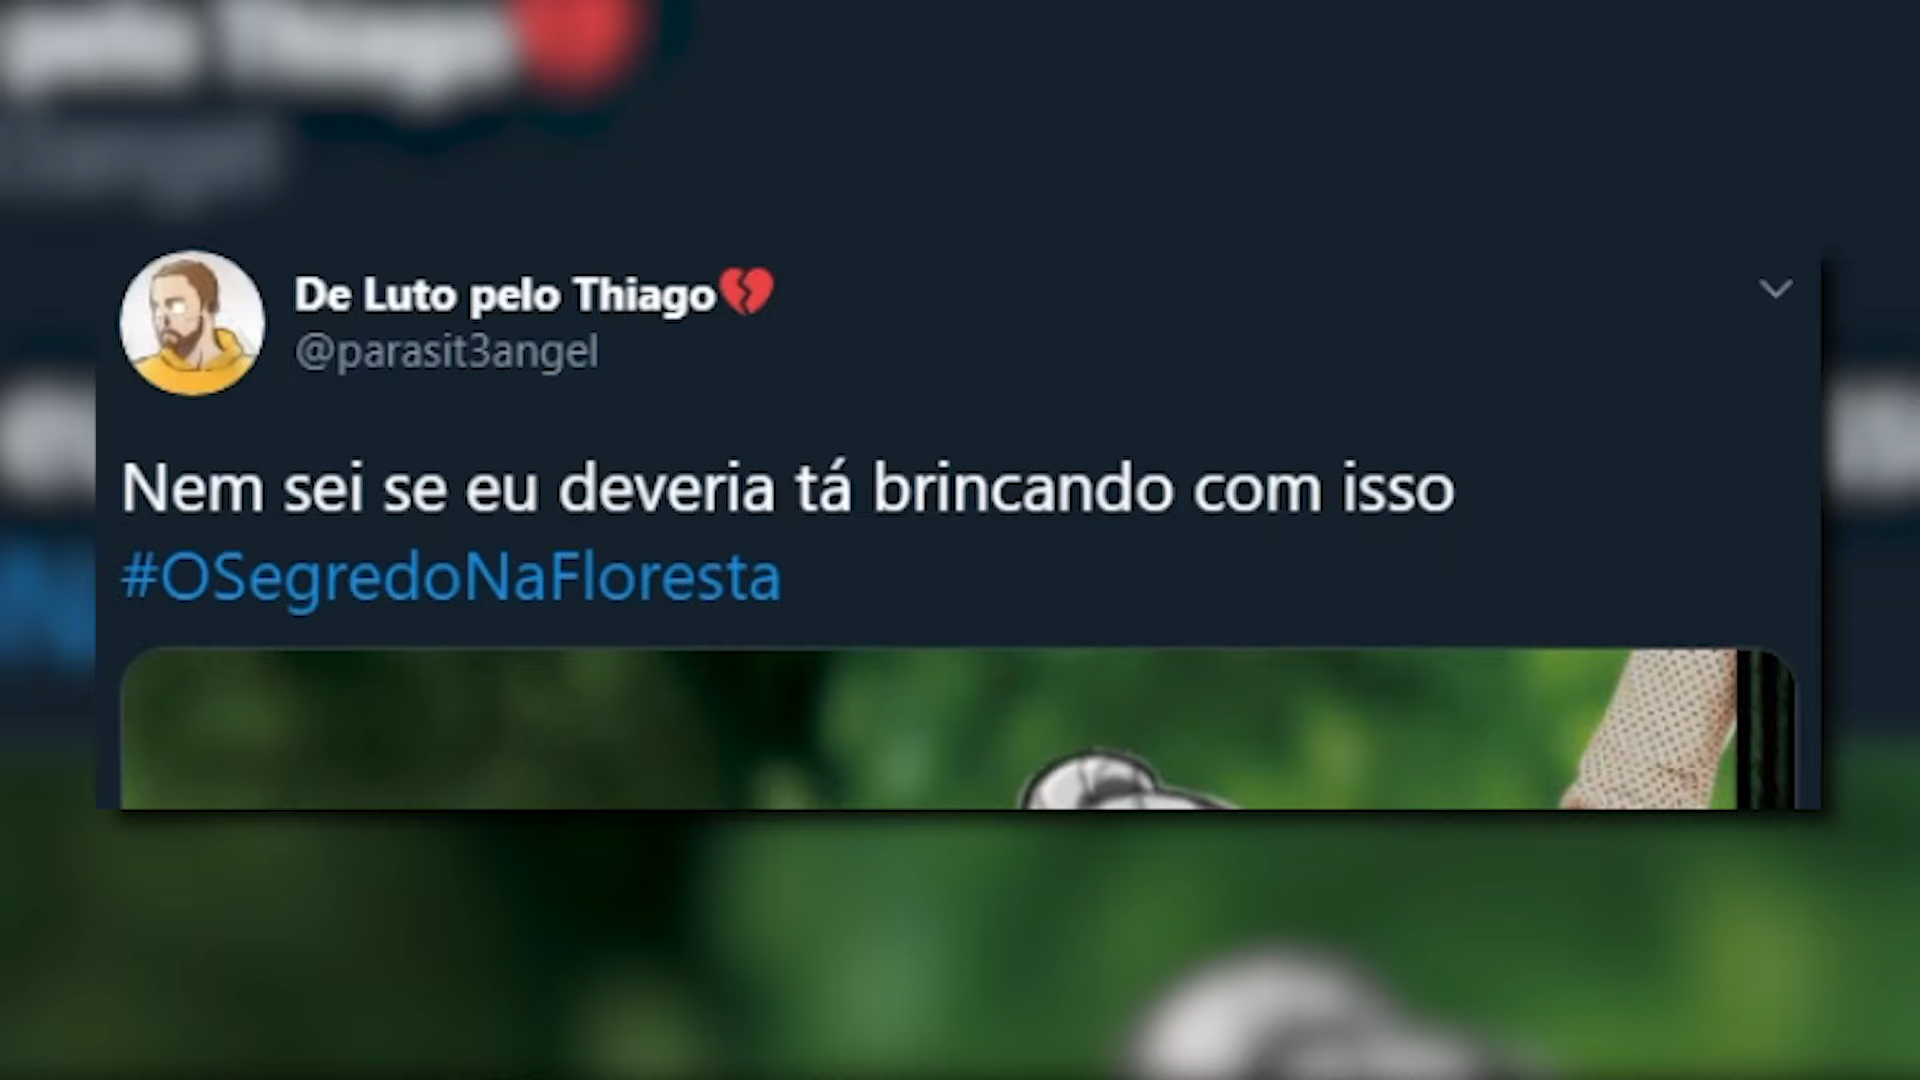 De Luto pelo Thiago💔
@parasit3angel
Nem sei se eu deveria tá brincando com isso
#OSegredoNaFloresta